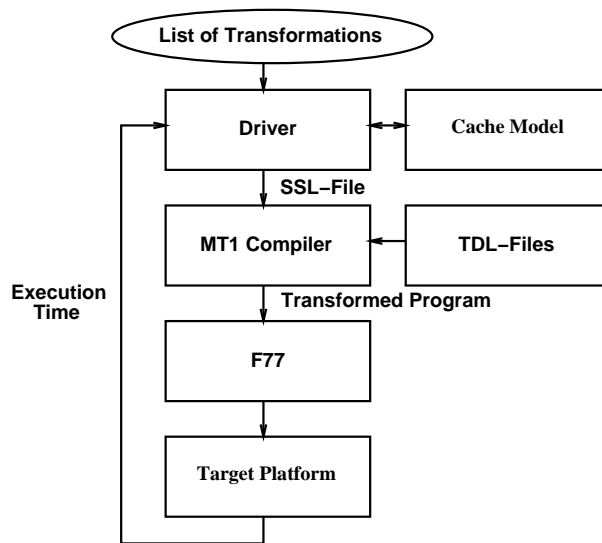 List of Transformations
Driver
Cache Model
SSL–File
MT1 Compiler
TDL–Files
Execution
Time
Transformed Program
F77
Target Platform